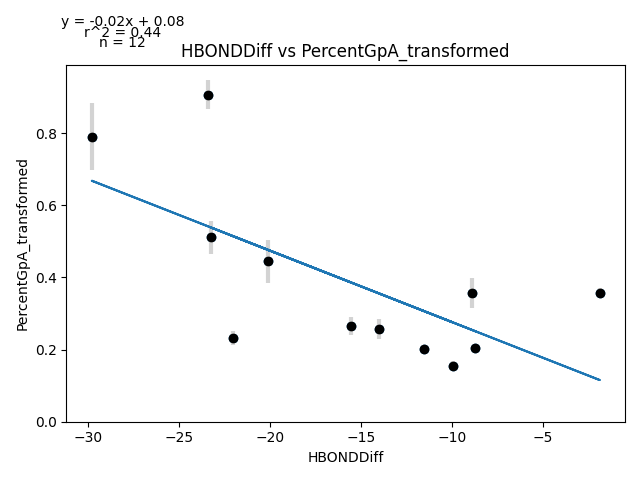 y = -0.02x + 0.08
r^2 = 0.44
n = 12
HBONDDiff vs PercentGpA_transformed
PercentGpA_transformed
0.8
0.6
0.4
0.2
0.0
−30
−25
−20
−15
−10
−5
HBONDDiff